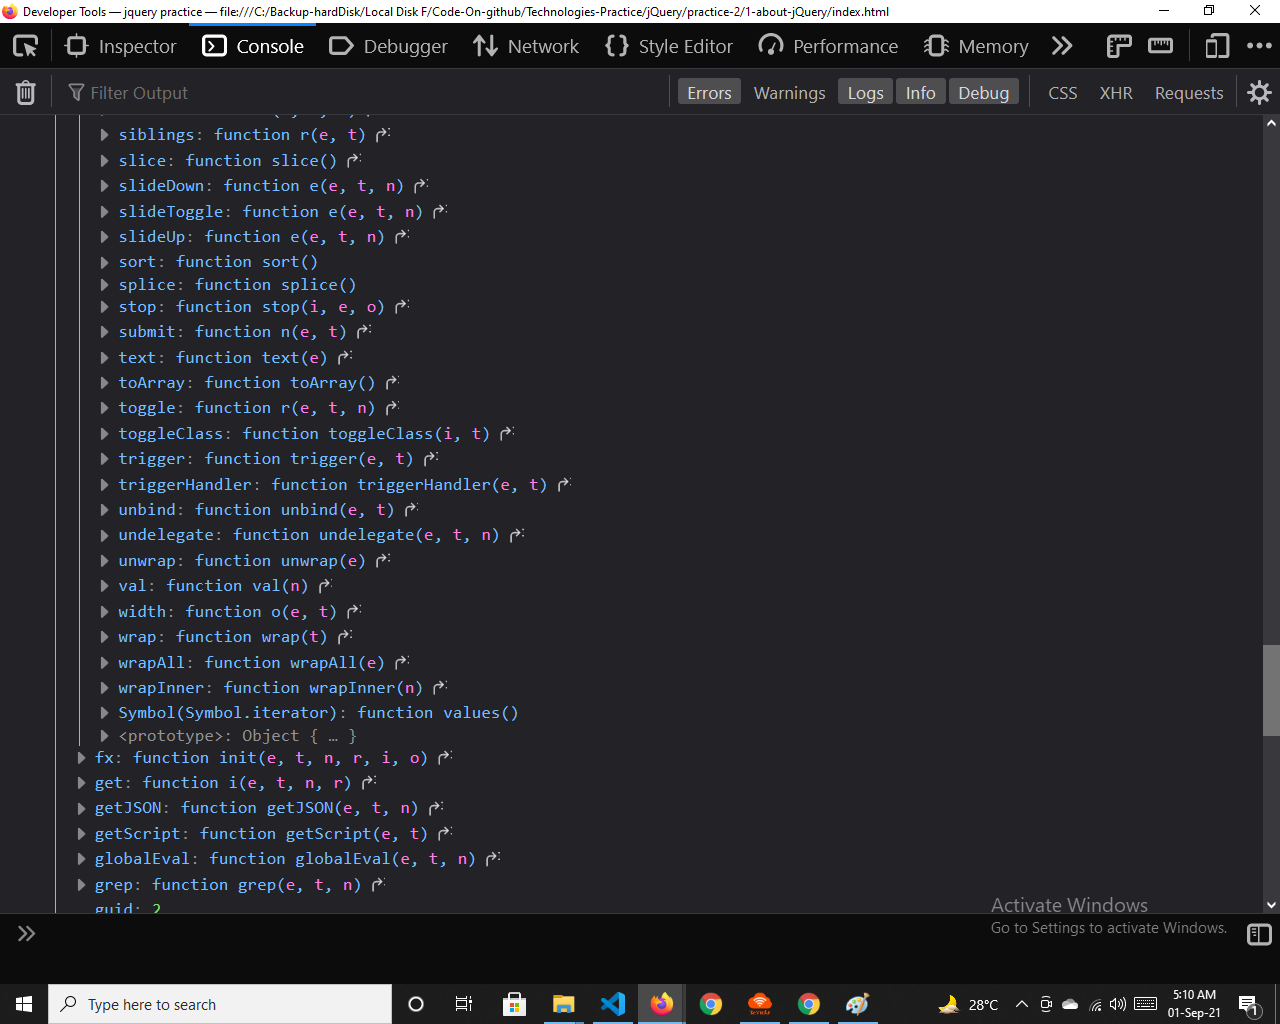 Developer Tools — jquery practice — file:///C:/Backup-hardDisk/Local Disk F/Code-On-github/Technologies-Practice/jQuery/practice-2/1-about-jQuery/index.html
Inspector Console Debugger Network Style Editor Performance Memory
Filter Output Errors Warnings Logs Info Debug CSS XHR Requests
siblings: function r(e, t)
slice: function slice()
slideDown: function e(e, t, n)
slideToggle: function e(e, t, n)
slideUp: function e(e, t, n)
sort: function sort()
splice: function splice()
stop: function stop(i, e, o)
submit: function n(e, t)
text: function text(e)
toArray: function toArray()
toggle: function r(e, t, n)
toggleClass: function toggleClass(i, t)
trigger: function trigger(e, t)
triggerHandler: function triggerHandler(e, t)
unbind: function unbind(e, t)
undelegate: function undelegate(e, t, n)
unwrap: function unwrap(e)
val: function val(n)
width: function o(e, t)
wrap: function wrap(t)
wrapAll: function wrapAll(e)
wrapInner: function wrapInner(n)
Symbol(Symbol.iterator): function values()
<prototype>: Object { … }
fx: function init(e, t, n, r, i, o)
get: function i(e, t, n, r)
getJSON: function getJSON(e, t, n)
getScript: function getScript(e, t)
globalEval: function globalEval(e, t, n)
grep: function grep(e, t, n)
guid: 2
Activate Windows
Go to Settings to activate Windows.
Type here to search
28°C
5:10 AM
01-Sep-21
1